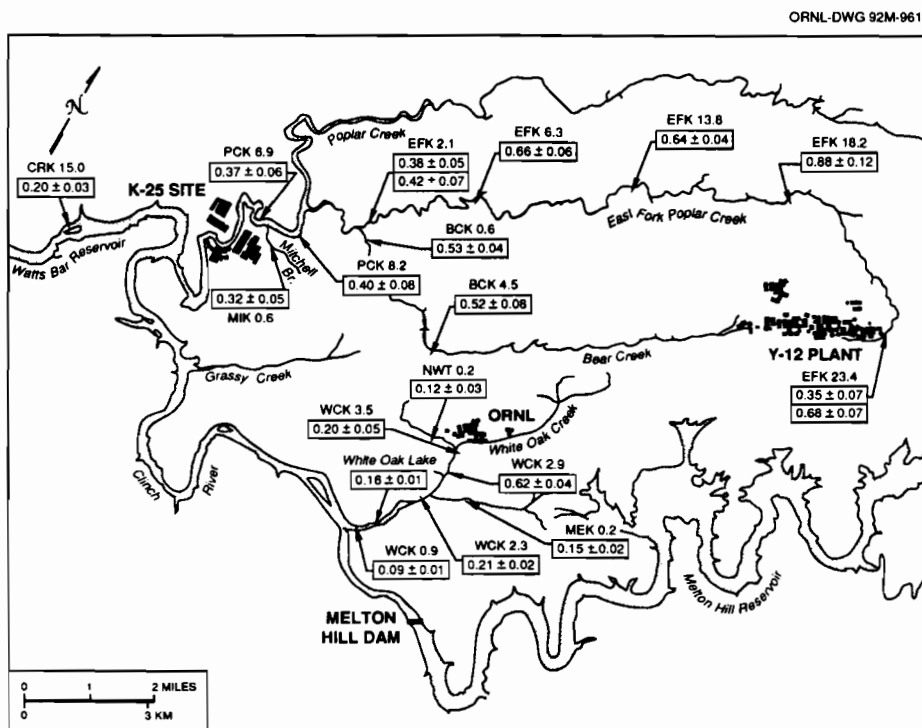 ORNL-DWG 92M-961
N
Poplar Creek
CRK 15.0
0.20 ± 0.03
K-25 SITE
PCK 6.9
0.37 ± 0.06
EFK 2.1
0.38 ± 0.05
0.42 + 0.07
EFK 6.3
0.66 ± 0.06
EFK 13.8
0.64 ± 0.04
EFK 18.2
0.88 ± 0.12
East Fork Poplar Creek
Watts Bar Reservoir
Mitchell
Br.
BCK 0.6
0.53 ± 0.04
PCK 8.2
0.40 ± 0.08
0.32 ± 0.05
MIK 0.6
BCK 4.5
0.52 ± 0.08
Bear Creek
Y-12 PLANT
EFK 23.4
0.35 ± 0.07
0.68 ± 0.07
Grassy Creek
NWT 0.2
0.12 ± 0.03
WCK 3.5
0.20 ± 0.05
ORNL
White Oak Creek
Clinch
River
White Oak Lake
0.16 ± 0.01
WCK 2.9
0.62 ± 0.04
WCK 0.9
0.09 ± 0.01
WCK 2.3
0.21 ± 0.02
MEK 0.2
0.15 ± 0.02
Melton Hill Reservoir
MELTON
HILL DAM
0 1 2 MILES
0 3 KM